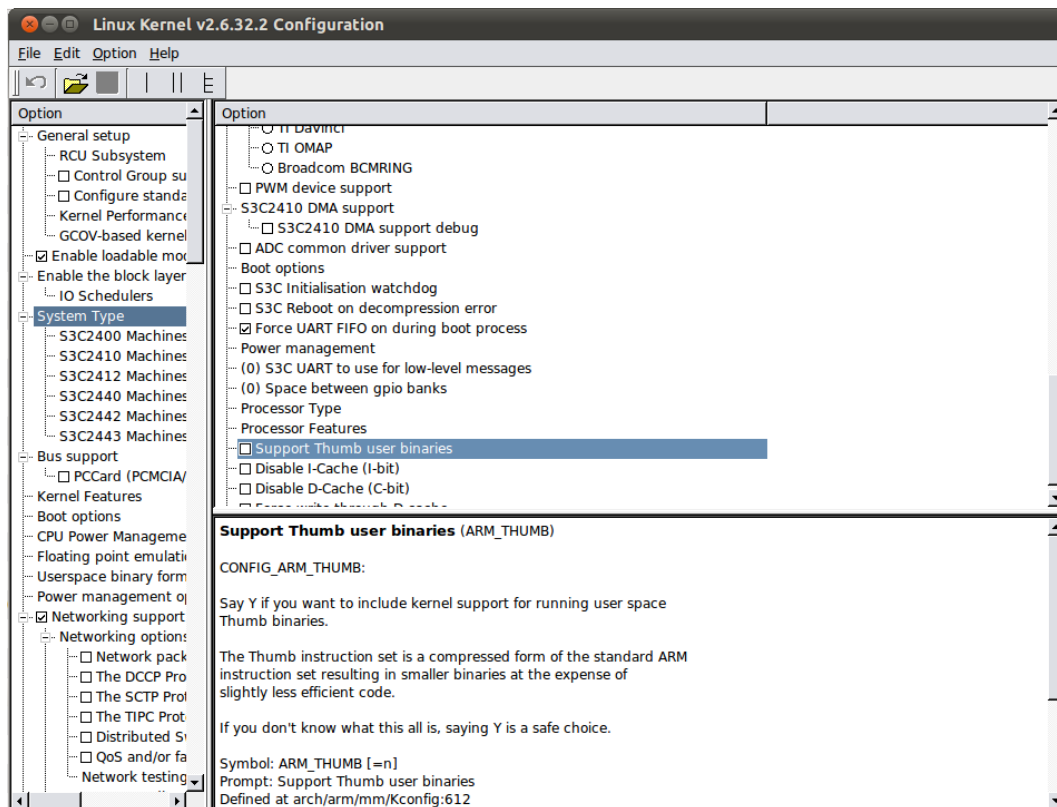 Linux Kernel v2.6.32.2 Configuration
File Edit Option Help
Option
General setup
RCU Subsystem
Control Group su
Configure standa
Kernel Performance
GCOV-based kernel
Enable loadable mod
Enable the block layer
IO Schedulers
System Type
S3C2400 Machines
S3C2410 Machines
S3C2412 Machines
S3C2440 Machines
S3C2442 Machines
S3C2443 Machines
Bus support
PCCard (PCMCIA/
Kernel Features
Boot options
CPU Power Manageme
Floating point emulati
Userspace binary form
Power management op
Networking support
Networking options
Network pack
The DCCP Pro
The SCTP Prot
The TIPC Prot
Distributed Sw
QoS and/or fa
Network testing
Option
TI DaVinci
TI OMAP
Broadcom BCMRING
PWM device support
S3C2410 DMA support
S3C2410 DMA support debug
ADC common driver support
Boot options
S3C Initialisation watchdog
S3C Reboot on decompression error
Force UART FIFO on during boot process
Power management
(0) S3C UART to use for low-level messages
(0) Space between gpio banks
Processor Type
Processor Features
Support Thumb user binaries
Disable I-Cache (I-bit)
Disable D-Cache (C-bit)
Force write through D-cache
Support Thumb user binaries (ARM_THUMB)
CONFIG_ARM_THUMB:
Say Y if you want to include kernel support for running user space
Thumb binaries.
The Thumb instruction set is a compressed form of the standard ARM
instruction set resulting in smaller binaries at the expense of
slightly less efficient code.
If you don't know what this all is, saying Y is a safe choice.
Symbol: ARM_THUMB [=n]
Prompt: Support Thumb user binaries
Defined at arch/arm/mm/Kconfig:612